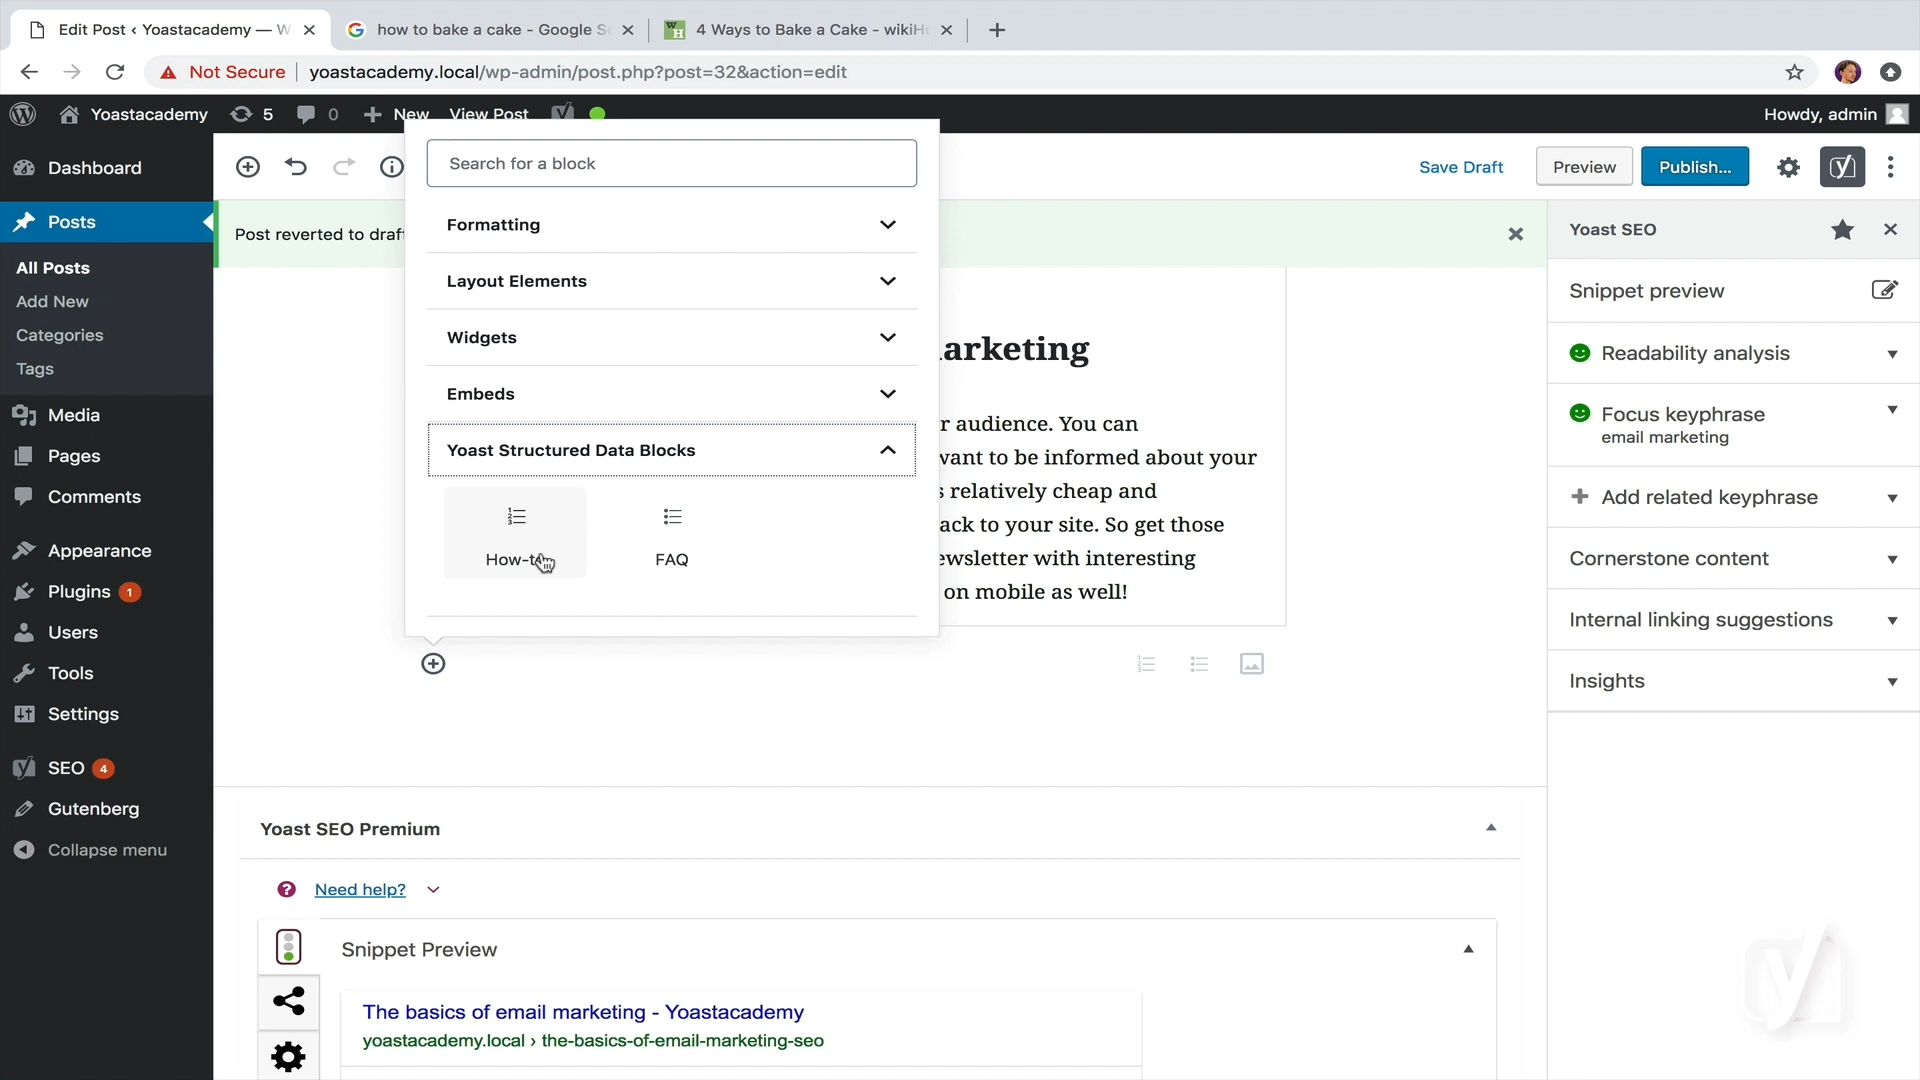 Edit Post ‹ Yoastacademy — W
how to bake a cake - Google S
4 Ways to Bake a Cake - wikiH
Not Secure
yoastacademy.local/wp-admin/post.php?post=32&action=edit
Yoastacademy
5
0
New
View Post
Howdy, admin
Dashboard
Posts
All Posts
Add New
Categories
Tags
Media
Pages
Comments
Appearance
Plugins 1
Users
Tools
Settings
SEO 4
Gutenberg
Collapse menu
Save Draft
Preview
Publish...
Post reverted to draf
Search for a block
Formatting
Layout Elements
Widgets
Embeds
Yoast Structured Data Blocks
How-t
FAQ
arketing
r audience. You can
vant to be informed about your
s relatively cheap and
ack to your site. So get those
ewsletter with interesting
on mobile as well!
Yoast SEO
Snippet preview
Readability analysis
Focus keyphrase
email marketing
Add related keyphrase
Cornerstone content
Internal linking suggestions
Insights
Yoast SEO Premium
Need help?
Snippet Preview
The basics of email marketing - Yoastacademy
yoastacademy.local › the-basics-of-email-marketing-seo